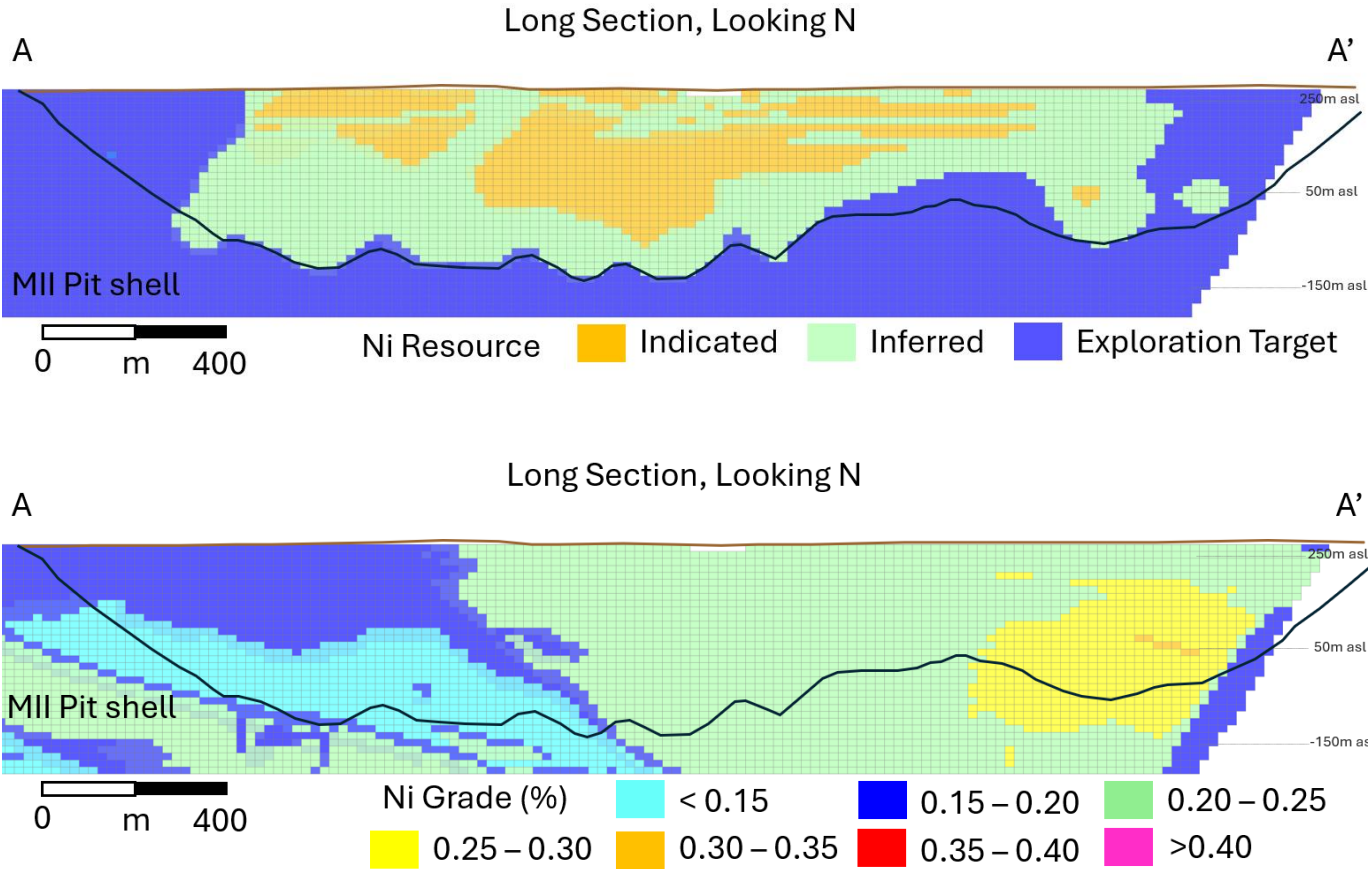 Long Section, Looking N
A A’
250m asl
50m asl
MII Pit shell
-150m asl
0 m 400
Ni Resource Indicated Inferred Exploration Target
Long Section, Looking N
A A’
250m asl
50m asl
MII Pit shell
-150m as
0 m 400
Ni Grade (%) < 0.15 0.15 – 0.20 0.20 – 0.25
0.25 – 0.30 0.30 – 0.35 0.35 – 0.40 >0.40